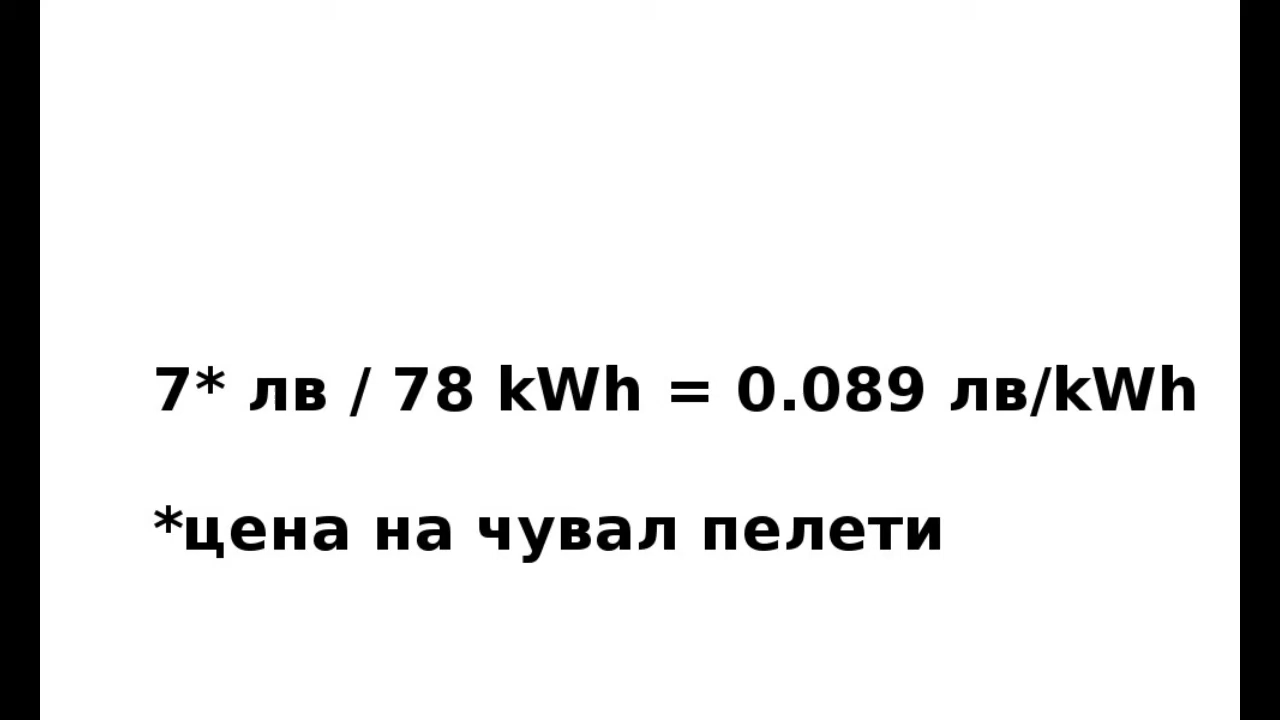 7* лв / 78 kWh = 0.089 лв/kWh
*цена на чувал пелети